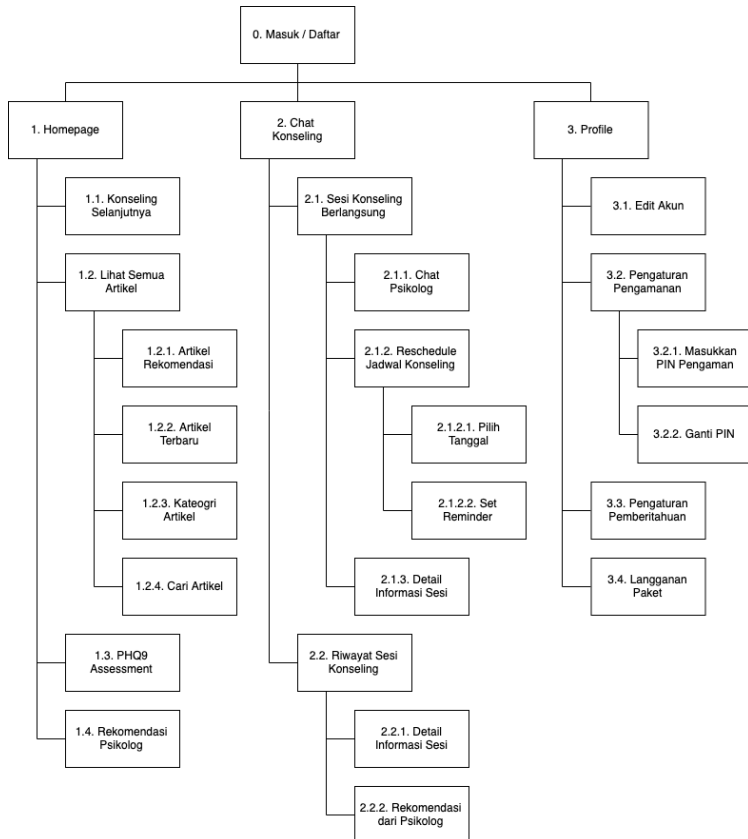 0. Masuk / Daftar
1. Homepage
1.1. Konseling
Selanjutnya
1.2. Lihat Semua
Artikel
1.2.1. Artikel
Rekomendasi
1.2.2. Artikel
Terbaru
1.2.3. Kateogri
Artikel
1.2.4. Cari Artikel
1.3. PHQ9
Assessment
1.4. Rekomendasi
Psikolog
2. Chat
Konseling
2.1. Sesi Konseling
Berlangsung
2.1.1. Chat
Psikolog
2.1.2. Reschedule
Jadwal Konseling
2.1.2.1. Pilih
Tanggal
2.1.2.2. Set
Reminder
2.1.3. Detail
Informasi Sesi
2.2. Riwayat Sesi
Konseling
2.2.1. Detail
Informasi Sesi
2.2.2. Rekomendasi
dari Psikolog
3. Profile
3.1. Edit Akun
3.2. Pengaturan
Pengamanan
3.2.1. Masukkan
PIN Pengaman
3.2.2. Ganti PIN
3.3. Pengaturan
Pemberitahuan
3.4. Langganan
Paket